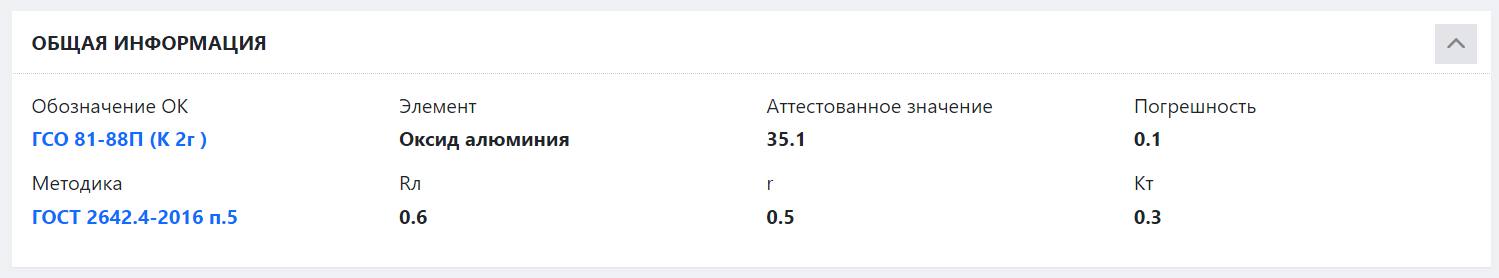 ОБЩАЯ ИНФОРМАЦИЯ
Обозначение ОК Элемент Аттестованное значение Погрешность
ГСО 81-88П (К 2г ) Оксид алюминия 35.1 0.1
Методика Rл r Кт
ГОСТ 2642.4-2016 п.5 0.6 0.5 0.3